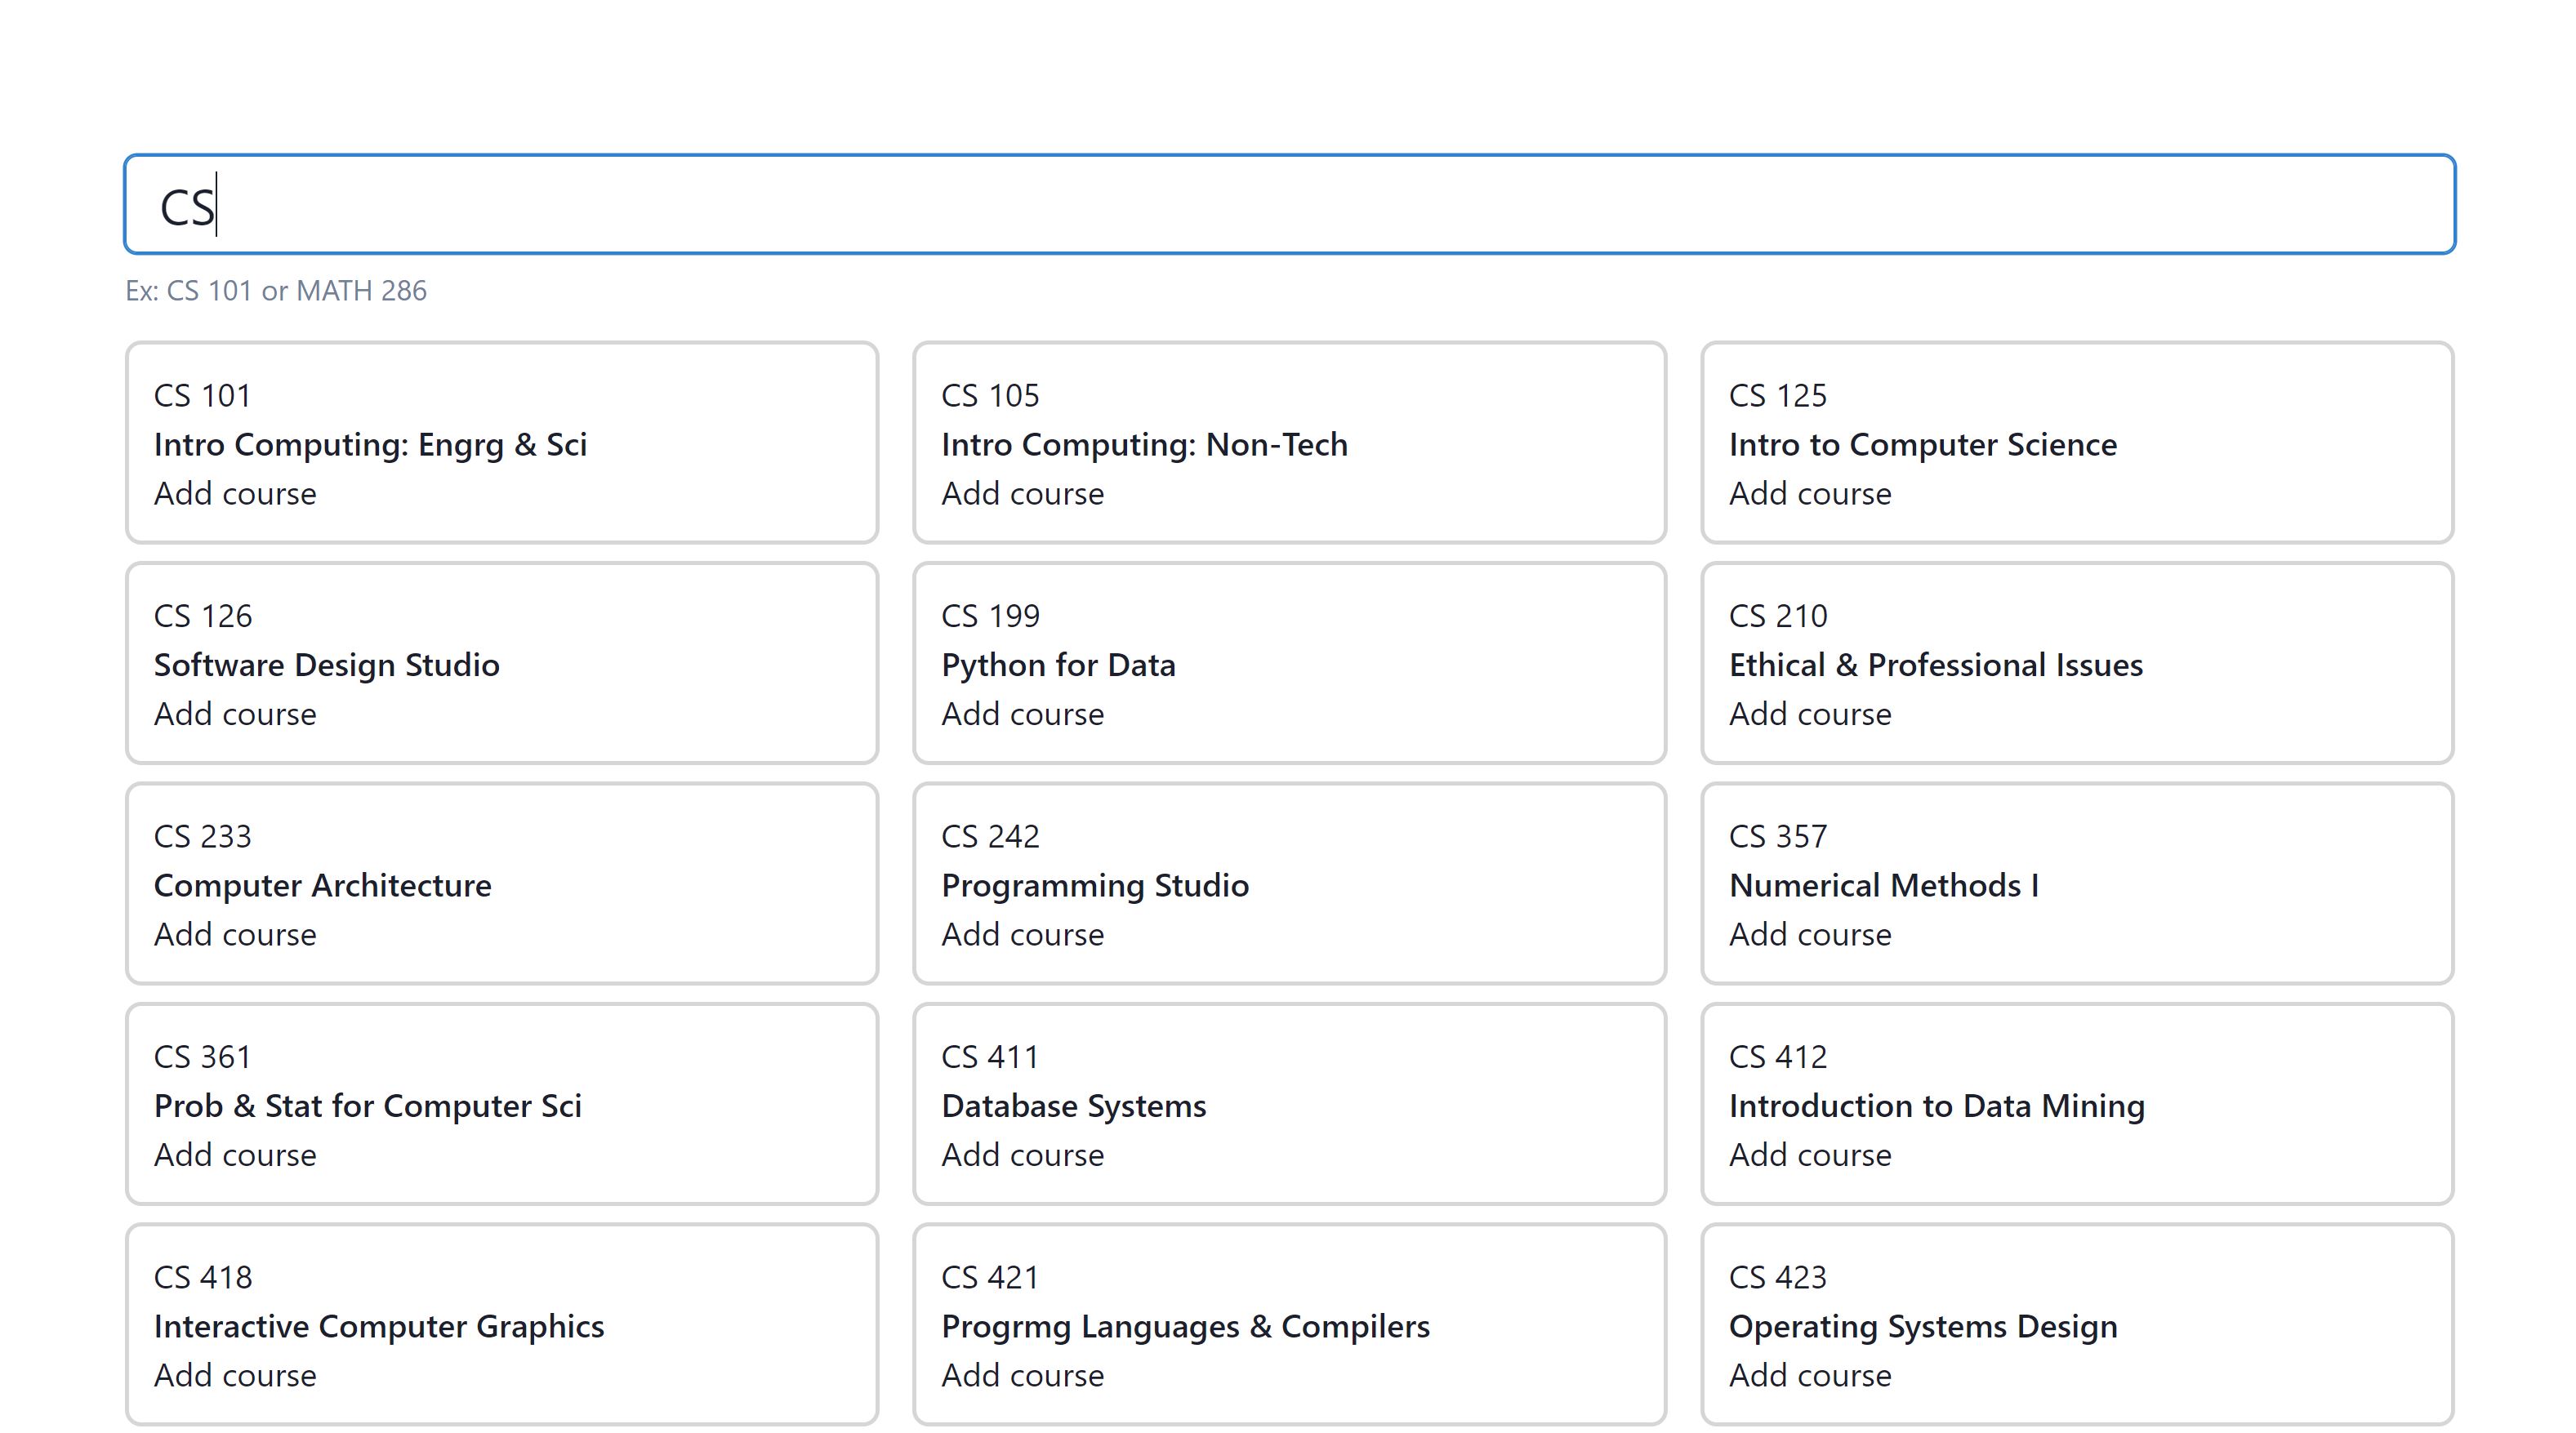 CS
Ex: CS 101 or MATH 286
CS 101
Intro Computing: Engrg & Sci
Add course
CS 105
Intro Computing: Non-Tech
Add course
CS 125
Intro to Computer Science
Add course
CS 126
Software Design Studio
Add course
CS 199
Python for Data
Add course
CS 210
Ethical & Professional Issues
Add course
CS 233
Computer Architecture
Add course
CS 242
Programming Studio
Add course
CS 357
Numerical Methods I
Add course
CS 361
Prob & Stat for Computer Sci
Add course
CS 411
Database Systems
Add course
CS 412
Introduction to Data Mining
Add course
CS 418
Interactive Computer Graphics
Add course
CS 421
Progrmg Languages & Compilers
Add course
CS 423
Operating Systems Design
Add course